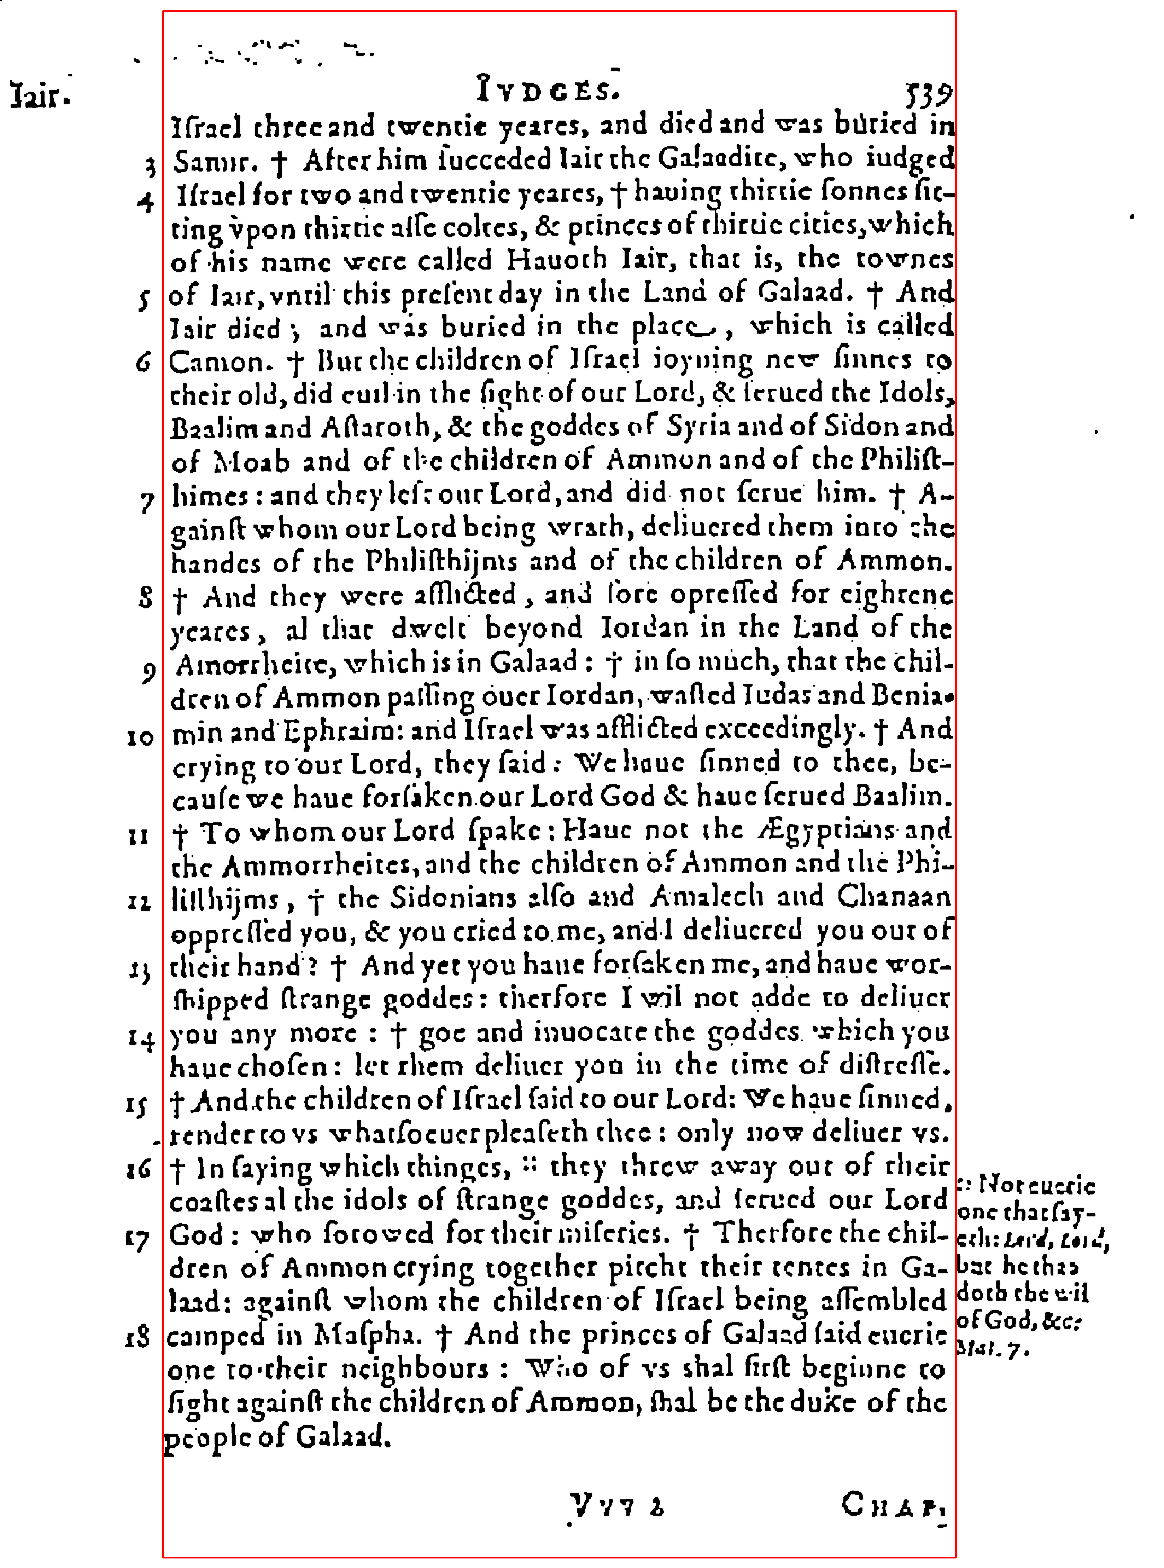 Iair.
IVDGES.
539
Iſrael three and twentie yeares, and died and was buried in
3 Samir. † After him ſucceded Iair the Galaadite, who iudged
4 Iſrael for two and twentie yeares, † hauing thirtie ſonnes ſit-
ting vpon thirtie aſſe coltes, & princes of thirtie cities, which
of his name were called Hauoth Iair, that is, the townes
5 of Iair, vntil this preſent day in the Land of Galaad. † And
Iair died ; and was buried in the place , which is called
6 Camon. † But the children of Iſrael ioyning new ſinnes to
their old, did euil in the ſight of our Lord, & ſerued the Idols,
Baalim and Aſtaroth, & the goddes of Syria and of Sidon and
of Moab and of the children of Ammon and of the Philiſt-
7 himes : and they left our Lord, and did not ſerue him. † A-
gainſt whom our Lord being wrath, deliuered them into the
handes of the Philiſthijms and of the children of Ammon.
8 † And they were afflicted , and ſore opreſſed for eightene
yeares , al that dwelt beyond Iordan in the Land of the
9 Amorrheite, which is in Galaad : † in ſo much, that the chil-
dren of Ammon paſſing ouer Iordan, waſted Iudas and Benia-
10 min and Ephraim: and Iſrael was afflicted exceedingly. † And
crying to our Lord, they ſaid : We haue ſinned to thee, be-
cauſe we haue forſaken our Lord God & haue ſerued Baalim.
11 † To whom our Lord ſpake : Haue not the Ægyptians and
the Ammorrheites, and the children of Ammon and the Phi-
12 liſthijms , † the Sidonians alſo and Amalech and Chanaan
oppreſſed you, & you cried to me, and I deliuered you out of
13 their hand ? † And yet you haue forſaken me, and haue wor-
ſhipped ſtrange goddes : therfore I wil not adde to deliuer
14 you any more : † goe and inuocate the goddes which you
haue choſen : let them deliuer you in the time of diſtreſſe.
15 † And the children of Iſrael ſaid to our Lord: We haue ſinned,
render to vs whatſoeuer pleaſeth thee : only now deliuer vs.
16 † In ſaying which thinges, :: they threw away out of their
coaſtes al the idols of ſtrange goddes, and ſerued our Lord
17 God : who ſorowed for their miſeries. † Therfore the chil-
dren of Ammon crying together pitcht their tentes in Ga-
laad: againſt whom the children of Iſrael being aſſembled
18 camped in Maſpha. † And the princes of Galaad ſaid euerie
one to their neighbours : Who of vs shal firſt beginne to
fight againſt the children of Ammon, ſhal be the duke of the
people of Galaad.
:: Not euerie
one that ſay-
eth: Lord, Lord,
but he that
doth the wil
of God, &c.
Mat. 7.
Vvv 2
CHAP.